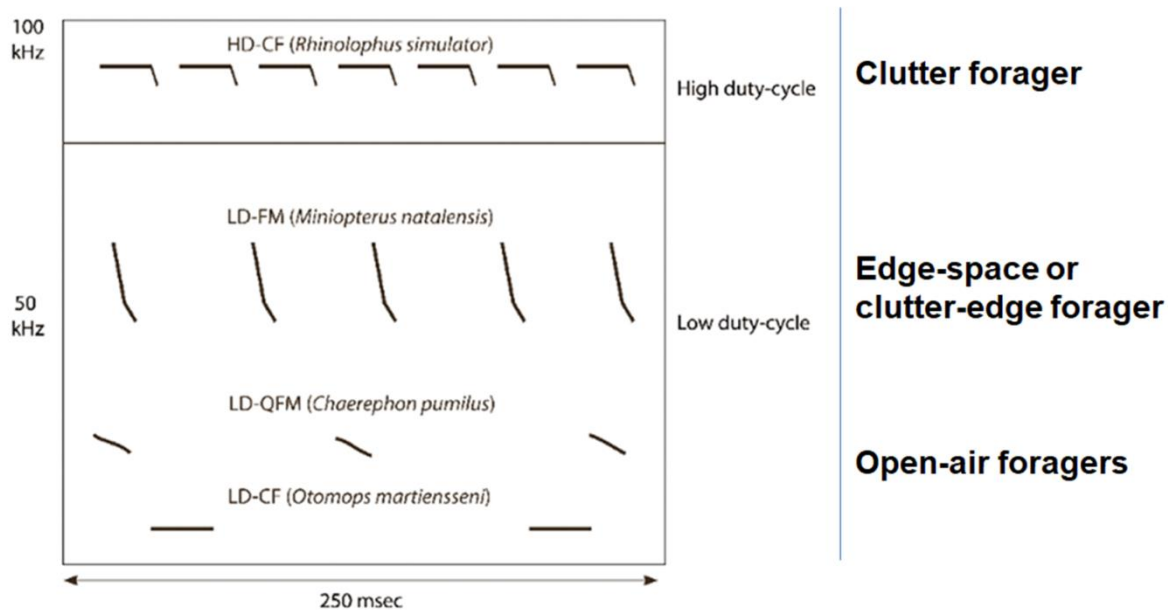 100
kHz
HD-CF (Rhinolophus simulator)
High duty-cycle
Clutter forager
LD-FM (Miniopterus natalensis)
50
kHz
Low duty-cycle
Edge-space or
clutter-edge forager
LD-QFM (Chaerephon pumilus)
LD-CF (Otomops martiensseni)
Open-air foragers
250 msec